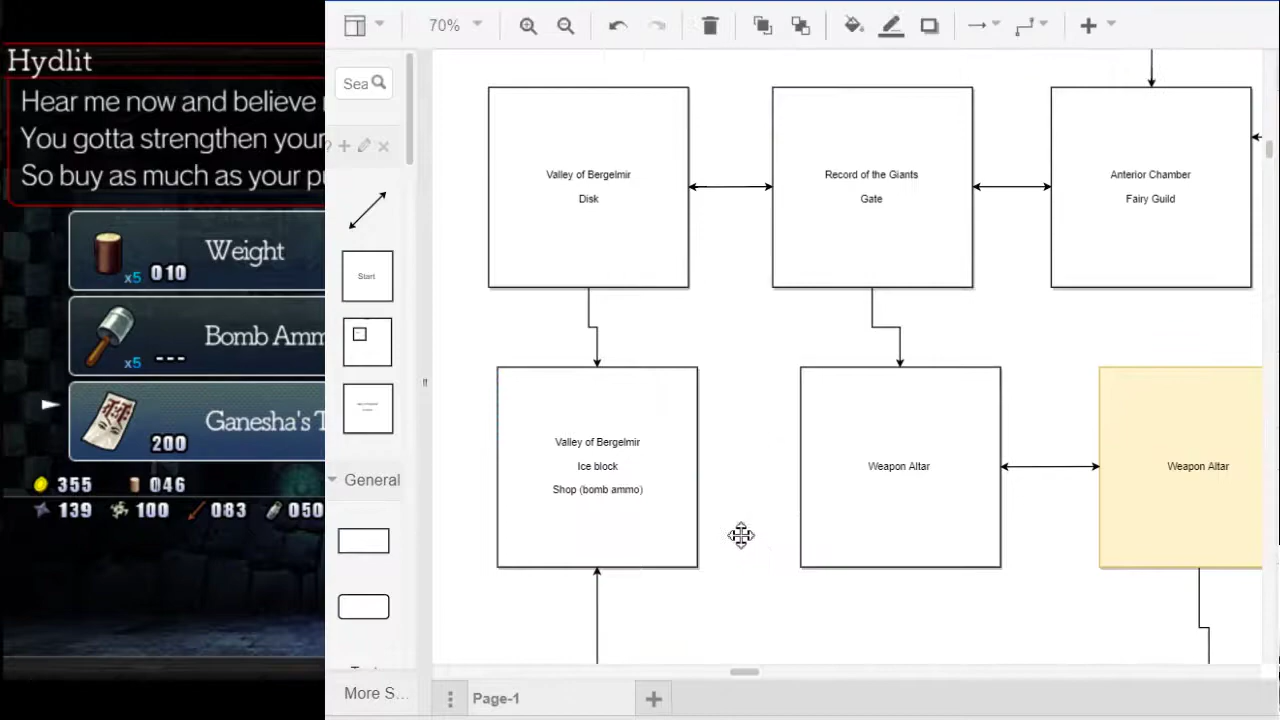 Hydlit
Hear me now and believe
You gotta strengthen your
So buy as much as your
x5 010 Weight
x5 --- Bomb Amm
200 Ganesha's T
355 046
139 100 083 050
70%
Sea
Start
General
More S...
Page-1
Valley of Bergelmir
Disk
Record of the Giants
Gate
Anterior Chamber
Fairy Guild
Valley of Bergelmir
Ice block
Shop (bomb ammo)
Weapon Altar
Weapon Altar